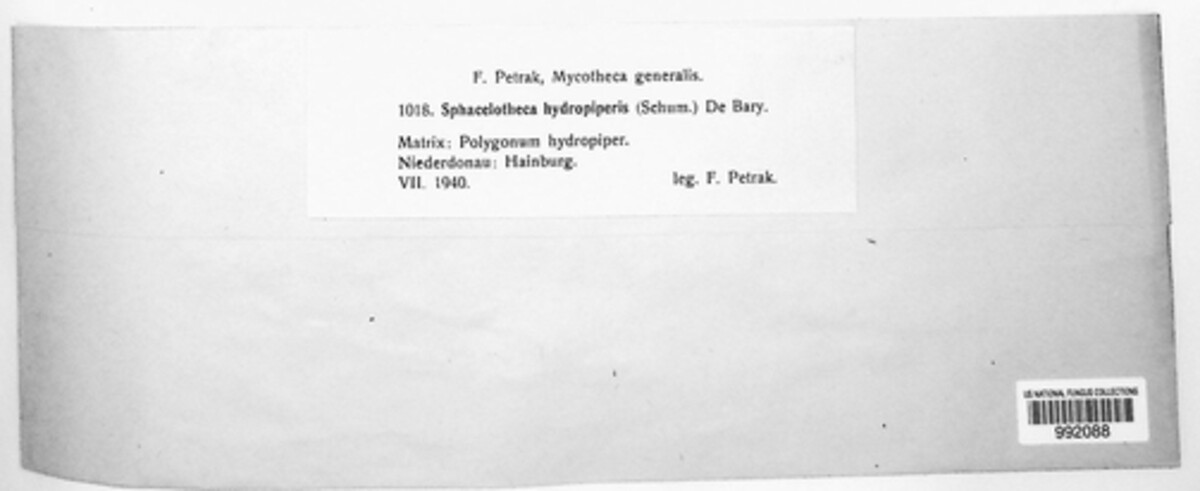 F. Petrak, Mycotheca generalis.
1018. Sphacelotheca hydropiperis (Schum.) De Bary.
Matrix: Polygonum hydropiper.
Niederdonau: Hainburg.
VII. 1940. leg. F. Petrak.
US NATIONAL FUNGUS COLLECTIONS
992088